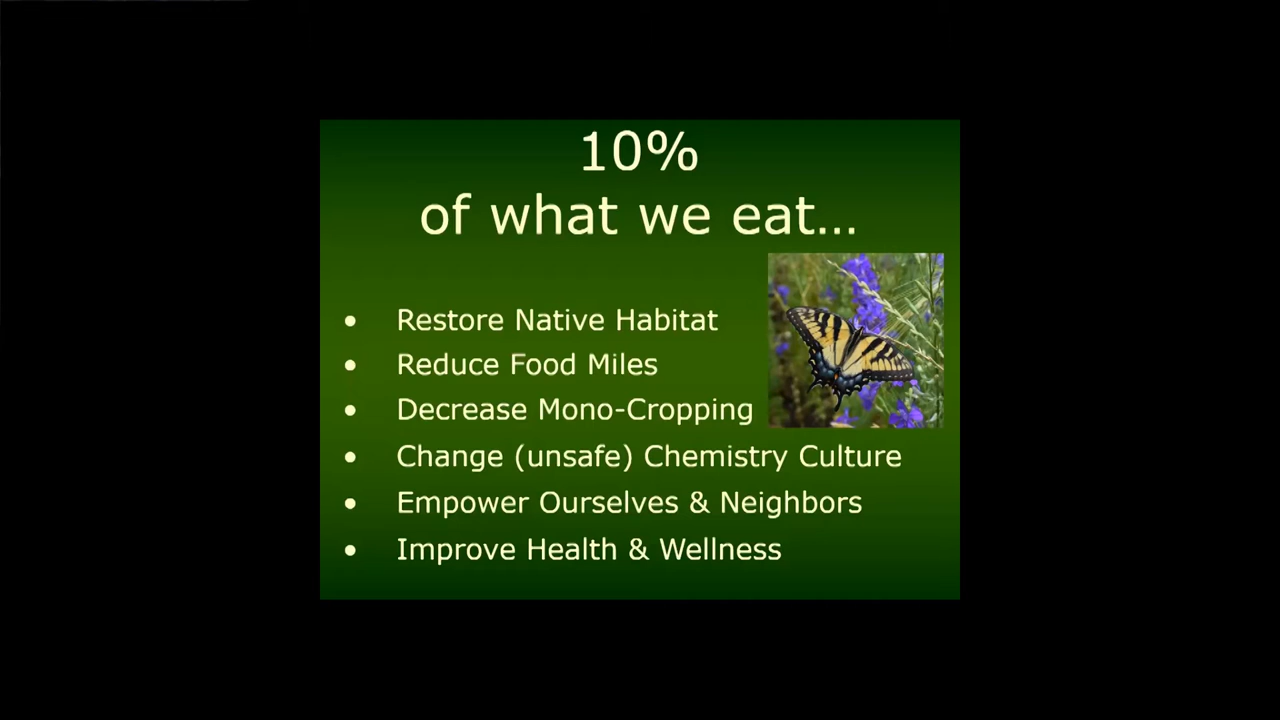 10%
of what we eat…
• Restore Native Habitat
• Reduce Food Miles
• Decrease Mono-Cropping
• Change (unsafe) Chemistry Culture
• Empower Ourselves & Neighbors
• Improve Health & Wellness